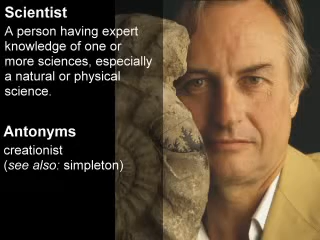 Scientist
A person having expert
knowledge of one or
more sciences, especially
a natural or physical
science.
Antonyms
creationist
(see also: simpleton)